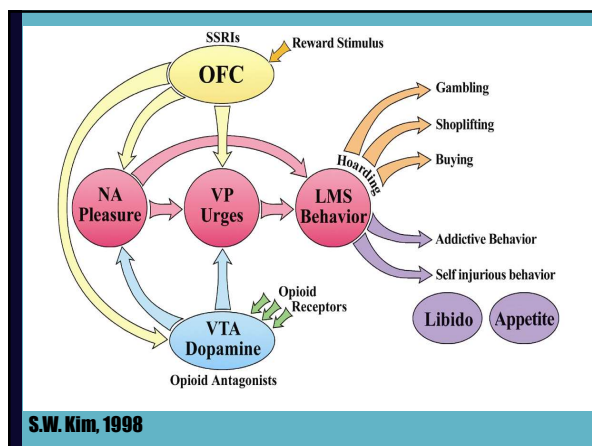 SSRIs
OFC
Reward Stimulus
Gambling
Shoplifting
Buying
Hoarding
NA
Pleasure
VP
Urges
LMS
Behavior
Addictive Behavior
Self injurious behavior
Opioid
Receptors
VTA
Dopamine
Opioid Antagonists
Libido
Appetite
S.W. Kim, 1998